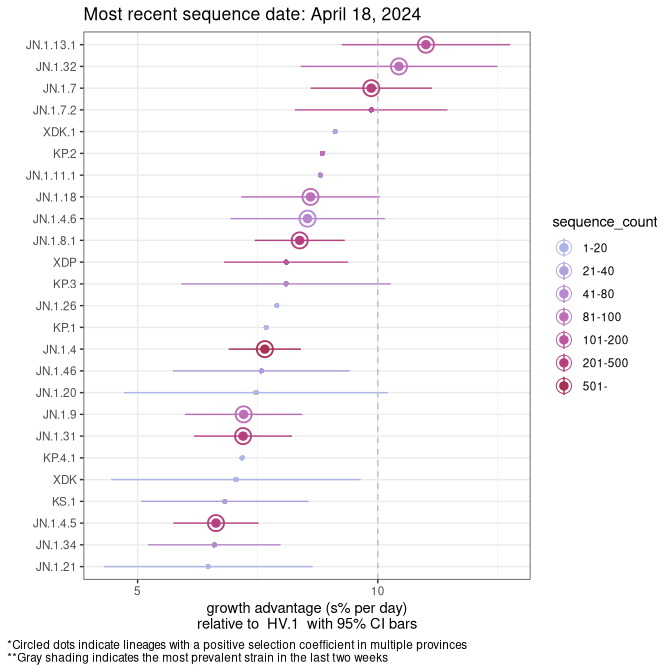 Most recent sequence date: April 18, 2024
JN.1.13.1
JN.1.32
JN.1.7
JN.1.7.2
XDK.1
KP.2
JN.1.11.1
JN.1.18
JN.1.4.6
JN.1.8.1
XDP
KP.3
JN.1.26
KP.1
JN.1.4
JN.1.46
JN.1.20
JN.1.9
JN.1.31
KP.4.1
XDK
KS.1
JN.1.4.5
JN.1.34
JN.1.21
5 10
growth advantage (s% per day)
relative to HV.1 with 95% CI bars
sequence_count
1-20
21-40
41-80
81-100
101-200
201-500
501-
*Circled dots indicate lineages with a positive selection coefficient in multiple provinces
**Gray shading indicates the most prevalent strain in the last two weeks